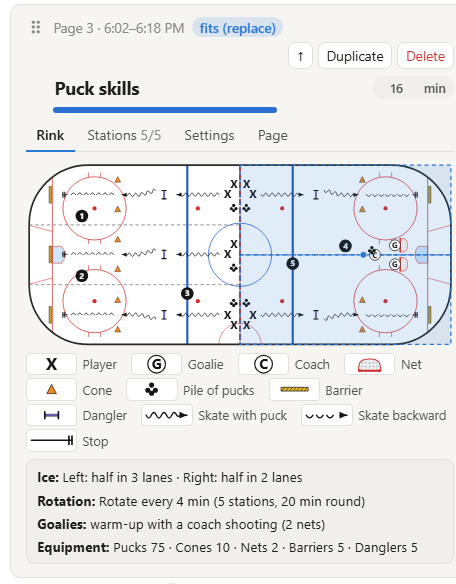 Page 3 · 6:02–6:18 PM fits (replace)
↑ Duplicate Delete
Puck skills 16 min
Rink Stations 5/5 Settings Page
X X X X
1
X G
4 C
X 5 G
2
3
X X X X
X Player G Goalie C Coach Net
Cone Pile of pucks Barrier
Dangler Skate with puck Skate backward
Stop
Ice: Left: half in 3 lanes · Right: half in 2 lanes
Rotation: Rotate every 4 min (5 stations, 20 min round)
Goalies: warm-up with a coach shooting (2 nets)
Equipment: Pucks 75 · Cones 10 · Nets 2 · Barriers 5 · Danglers 5